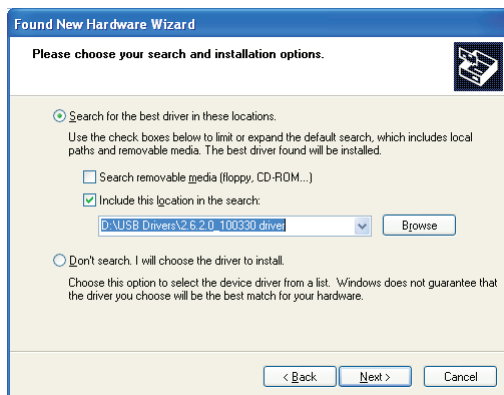 Found New Hardware Wizard
Please choose your search and installation options.
Search for the best driver in these locations.
Use the check boxes below to limit or expand the default search, which includes local
paths and removable media. The best driver found will be installed.
Search removable media (floppy, CD-ROM...)
Include this location in the search:
D:\USB Drivers\2.6.2.0_100330 driver
Browse
Don't search. I will choose the driver to install.
Choose this option to select the device driver from a list. Windows does not guarantee that
the driver you choose will be the best match for your hardware.
< Back Next > Cancel